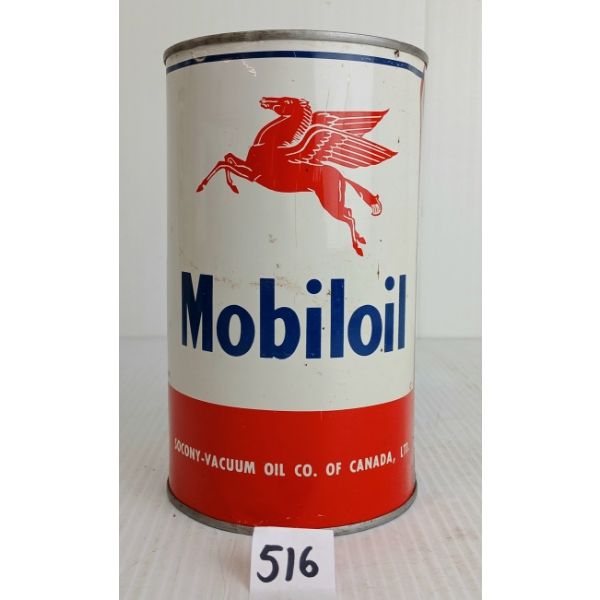 Mobiloil
SOCONY-VACUUM OIL CO. OF CANADA, LTD.
516